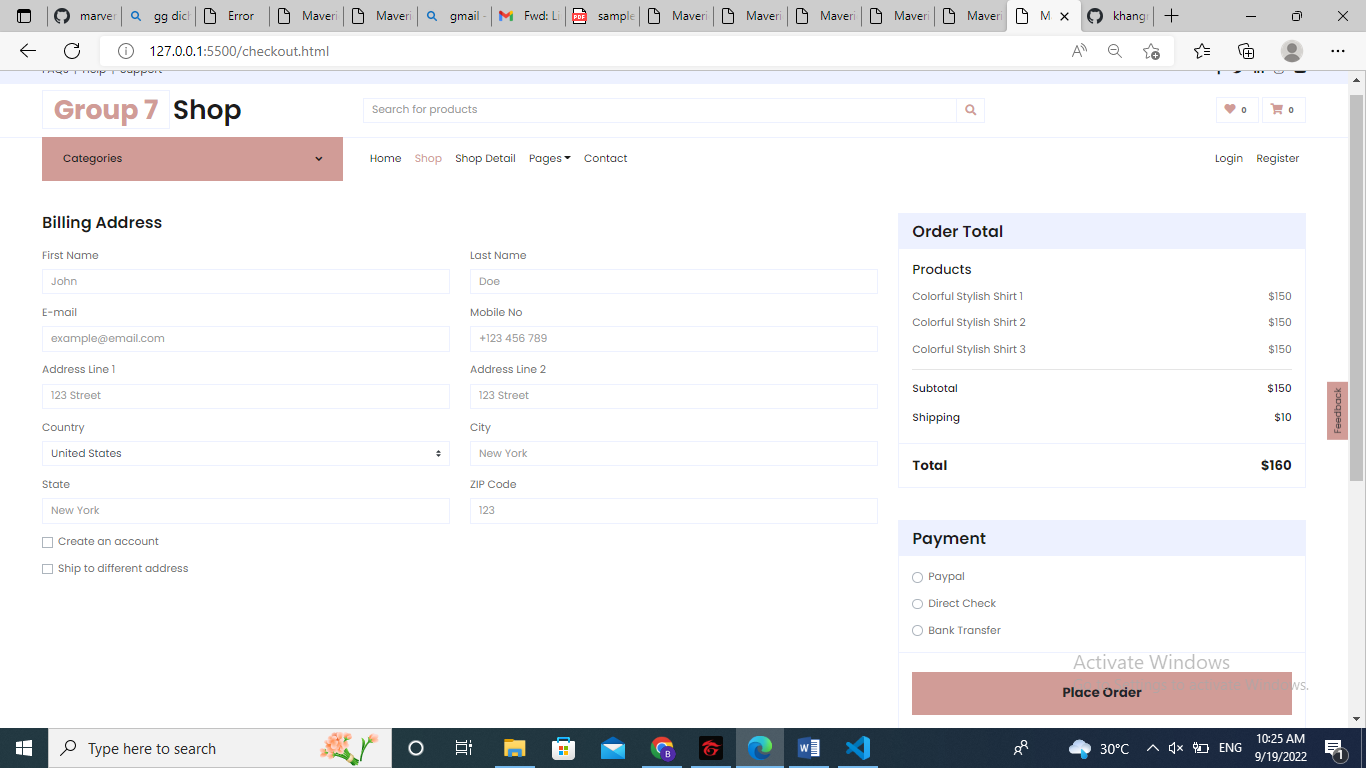 marver
gg dich
Error
Maveri
Maveri
gmail -
Fwd: Li
sample
Maveri
Maveri
Maveri
Maveri
Maveri
M
khang
127.0.0.1:5500/checkout.html
FAQs | Help | Support
Group 7 Shop
Search for products
0 0
Categories
Home Shop Shop Detail Pages Contact
Login Register
Billing Address
First Name Last Name
John Doe
E-mail Mobile No
example@email.com +123 456 789
Address Line 1 Address Line 2
123 Street 123 Street
Country City
United States New York
State ZIP Code
New York 123
Create an account
Ship to different address
Order Total
Products
Colorful Stylish Shirt 1 $150
Colorful Stylish Shirt 2 $150
Colorful Stylish Shirt 3 $150
Subtotal $150
Shipping $10
Total $160
Feedback
Payment
Paypal
Direct Check
Bank Transfer
Activate Windows
Place Order
Type here to search
30°C
ENG
10:25 AM
9/19/2022
1